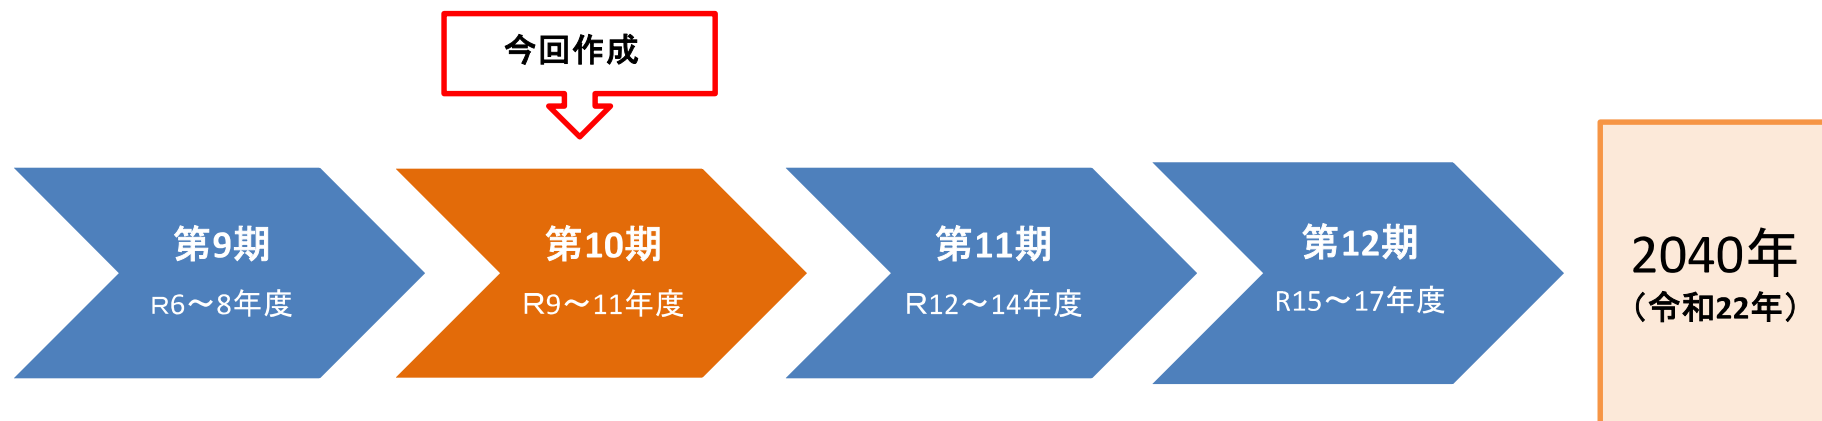 今回作成
第9期
R6～8年度
第10期
R9～11年度
第11期
R12～14年度
第12期
R15～17年度
2040年
（令和22年）